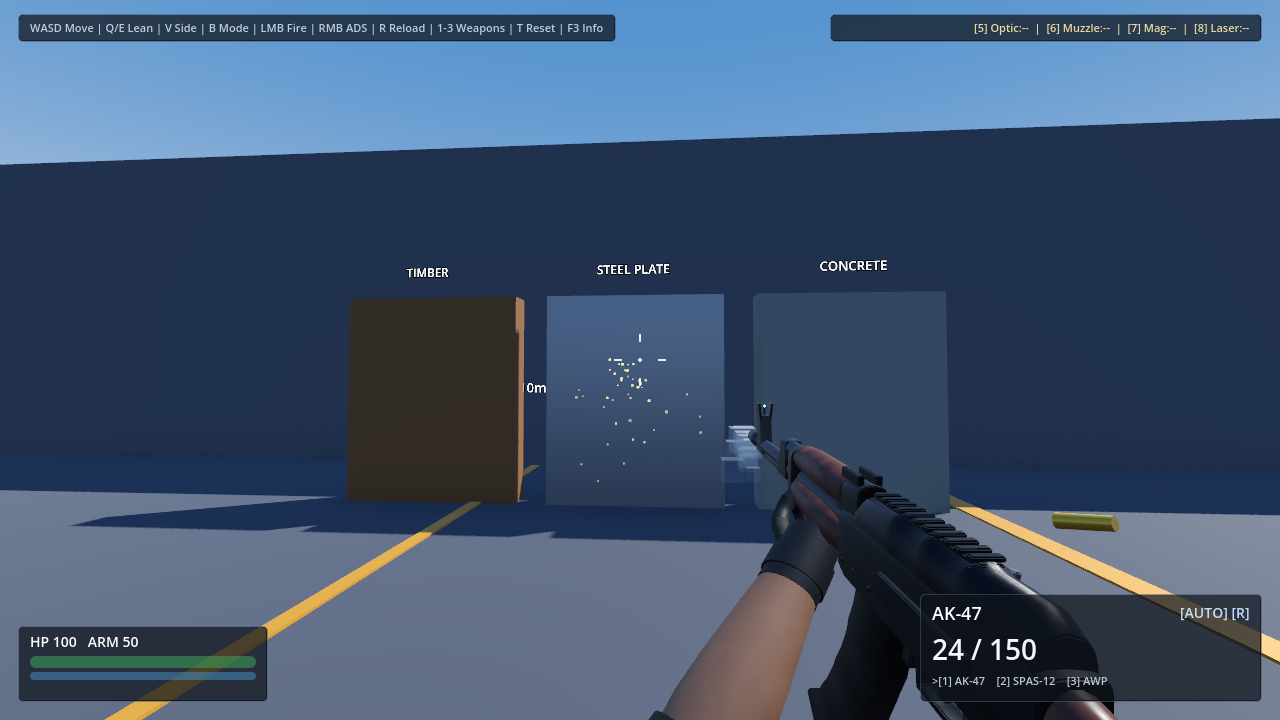 WASD Move | Q/E Lean | V Side | B Mode | LMB Fire | RMB ADS | R Reload | 1-3 Weapons | T Reset | F3 Info
[5] Optic:-- | [6] Muzzle:-- | [7] Mag:-- | [8] Laser:--
TIMBER
STEEL PLATE
CONCRETE
0m
HP 100 ARM 50
AK-47 [AUTO] [R]
24 / 150
>[1] AK-47 [2] SPAS-12 [3] AWP